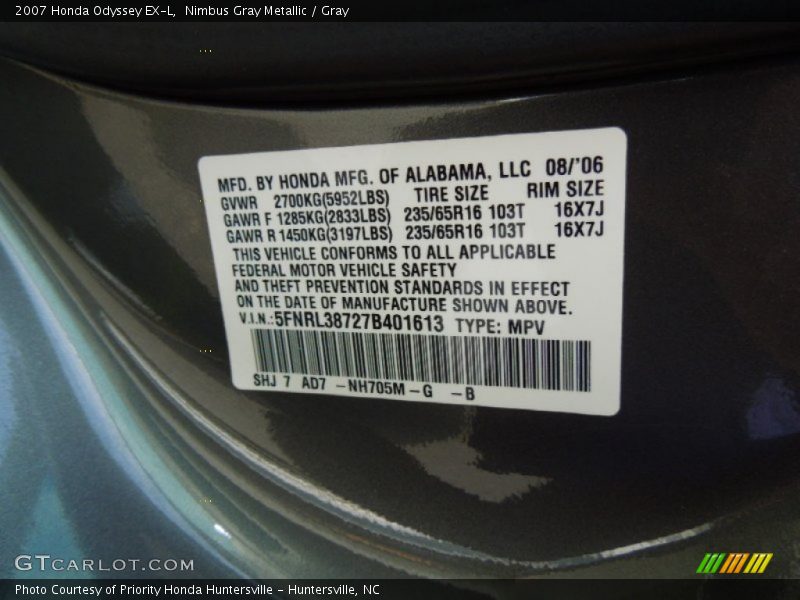 2007 Honda Odyssey EX-L, Nimbus Gray Metallic / Gray
MFD. BY HONDA MFG. OF ALABAMA, LLC 08/'06
GVWR 2700KG(5952LBS) TIRE SIZE RIM SIZE
GAWR F 1285KG(2833LBS) 235/65R16 103T 16X7J
GAWR R 1450KG(3197LBS) 235/65R16 103T 16X7J
THIS VEHICLE CONFORMS TO ALL APPLICABLE
FEDERAL MOTOR VEHICLE SAFETY
AND THEFT PREVENTION STANDARDS IN EFFECT
ON THE DATE OF MANUFACTURE SHOWN ABOVE.
V.I.N.:5FNRL38727B401613 TYPE: MPV
SHJ 7 AD7 -NH705M-G -B
GTCARLOT.COM
Photo Courtesy of Priority Honda Huntersville - Huntersville, NC